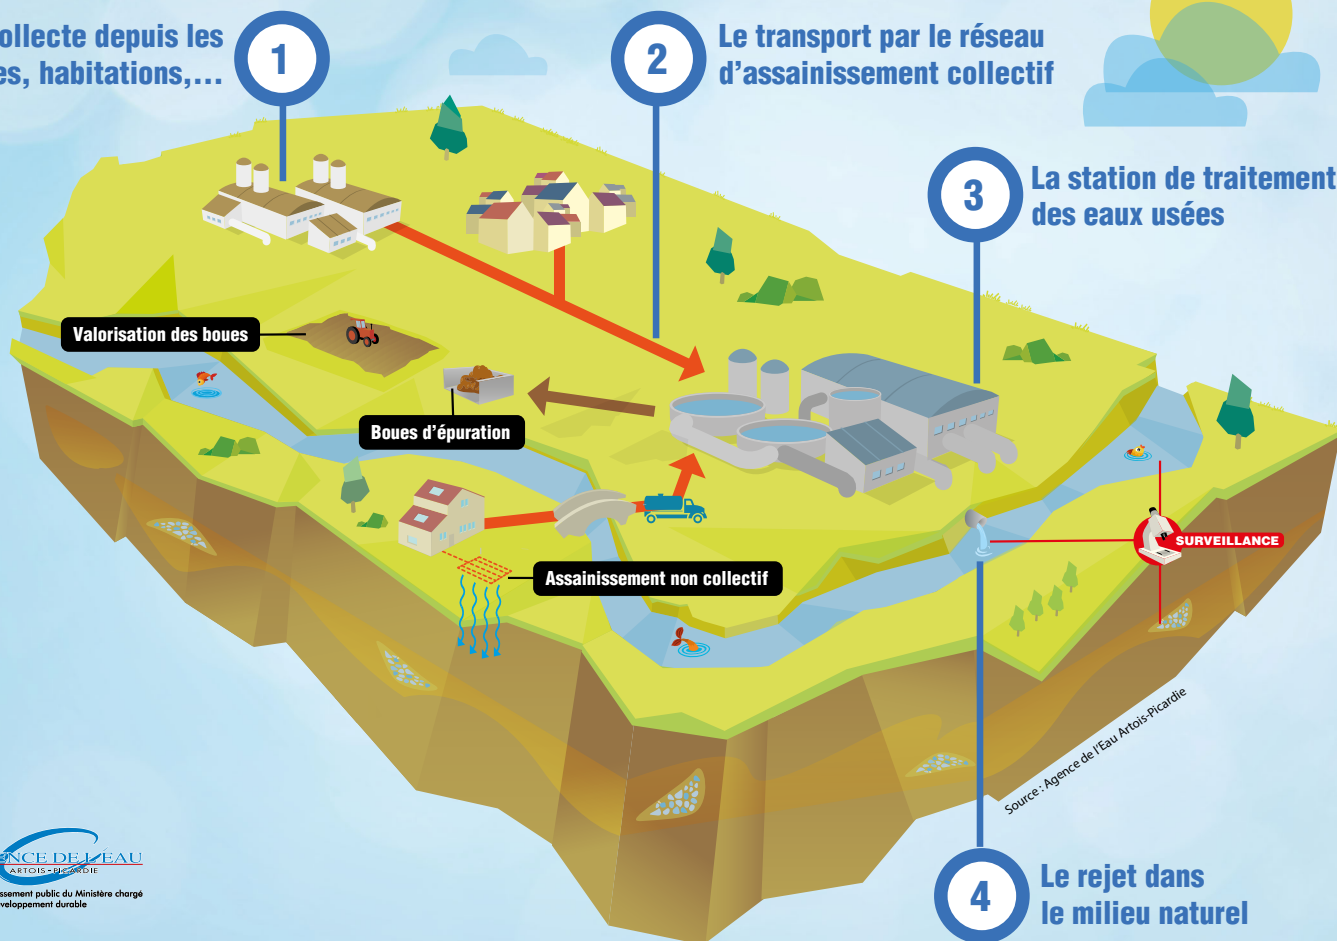 ollecte depuis les
es, habitations,...
1
2
Le transport par le réseau
d'assainissement collectif
3
La station de traitement
des eaux usées
Valorisation des boues
Boues d'épuration
Assainissement non collectif
SURVEILLANCE
Source : Agence de l'Eau Artois-Picardie
4
Le rejet dans
le milieu naturel
ENCE DE L'EAU
ARTOIS - PICARDIE
ssement public du Ministère chargé
veloppement durable